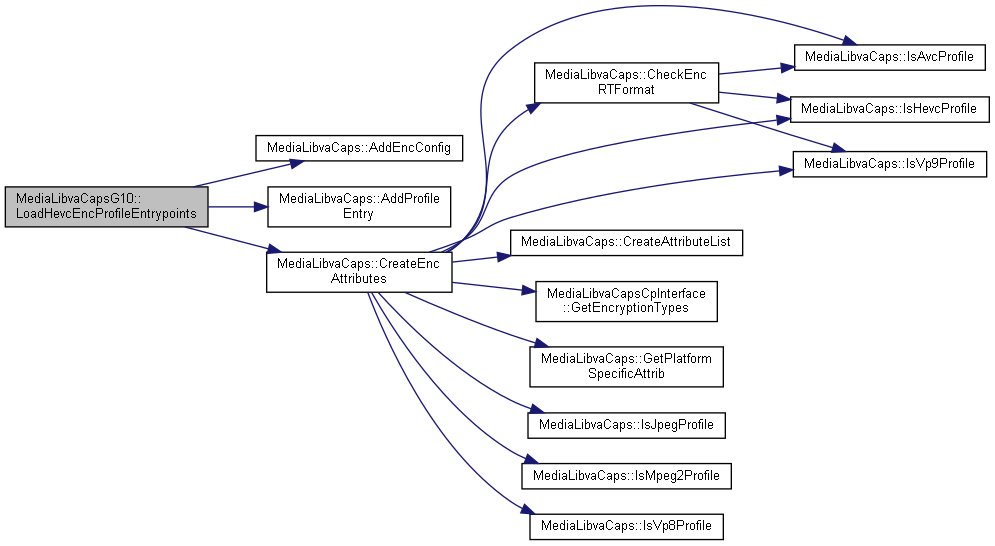 MediaLibvaCapsG10::
LoadHevcEncProfileEntrypoints
MediaLibvaCaps::AddEncConfig
MediaLibvaCaps::AddProfile
Entry
MediaLibvaCaps::CreateEnc
Attributes
MediaLibvaCaps::CheckEnc
RTFormat
MediaLibvaCaps::IsAvcProfile
MediaLibvaCaps::IsHevcProfile
MediaLibvaCaps::IsVp9Profile
MediaLibvaCaps::CreateAttributeList
MediaLibvaCapsCpInterface
::GetEncryptionTypes
MediaLibvaCaps::GetPlatform
SpecificAttrib
MediaLibvaCaps::IsJpegProfile
MediaLibvaCaps::IsMpeg2Profile
MediaLibvaCaps::IsVp8Profile